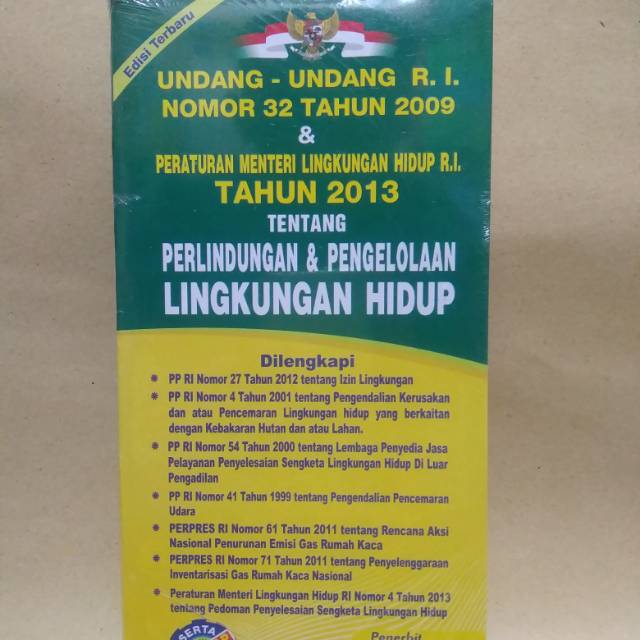 Edisi Terbaru
UNDANG - UNDANG R. I.
NOMOR 32 TAHUN 2009
&
PERATURAN MENTERI LINGKUNGAN HIDUP R.I.
TAHUN 2013
TENTANG
PERLINDUNGAN & PENGELOLAAN
LINGKUNGAN HIDUP
Dilengkapi
* PP RI Nomor 27 Tahun 2012 tentang Izin Lingkungan
* PP RI Nomor 4 Tahun 2001 tentang Pengendalian Kerusakan
dan atau Pencemaran Lingkungan hidup yang berkaitan
dengan Kebakaran Hutan dan atau Lahan.
* PP RI Nomor 54 Tahun 2000 tentang Lembaga Penyedia Jasa
Pelayanan Penyelesaian Sengketa Lingkungan Hidup Di Luar
Pengadilan
* PP RI Nomor 41 Tahun 1999 tentang Pengendalian Pencemaran
Udara
* PERPRES RI Nomor 61 Tahun 2011 tentang Rencana Aksi
Nasional Penurunan Emisi Gas Rumah Kaca
* PERPRES RI Nomor 71 Tahun 2011 tentang Penyelenggaraan
Inventarisasi Gas Rumah Kaca Nasional
* Peraturan Menteri Lingkungan Hidup RI Nomor 4 Tahun 2013
tentang Pedoman Penyelesaian Sengketa Lingkungan Hidup
SERTA
Penerbit